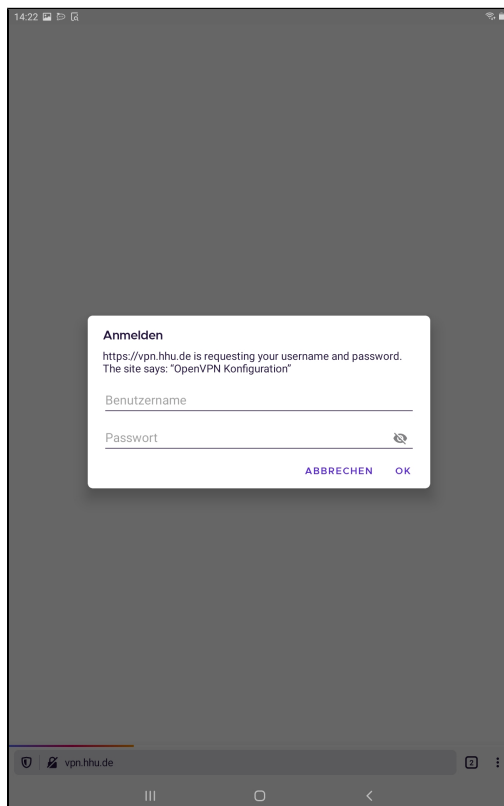 14:22
Anmelden
https://vpn.hhu.de is requesting your username and password.
The site says: “OpenVPN Konfiguration”
Benutzername
Passwort
ABBRECHEN OK
vpn.hhu.de 2